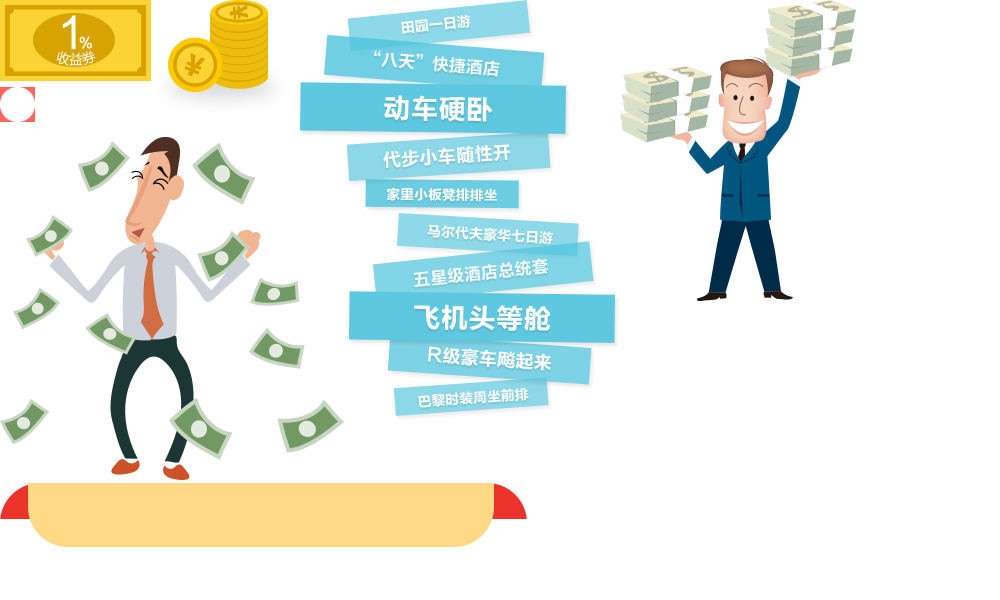 1%
收益券
田园一日游
“八天”快捷酒店
动车硬卧
代步小车随性开
家里小板凳排排坐
马尔代夫豪华七日游
五星级酒店总统套
飞机头等舱
R级豪车飚起来
巴黎时装周坐前排